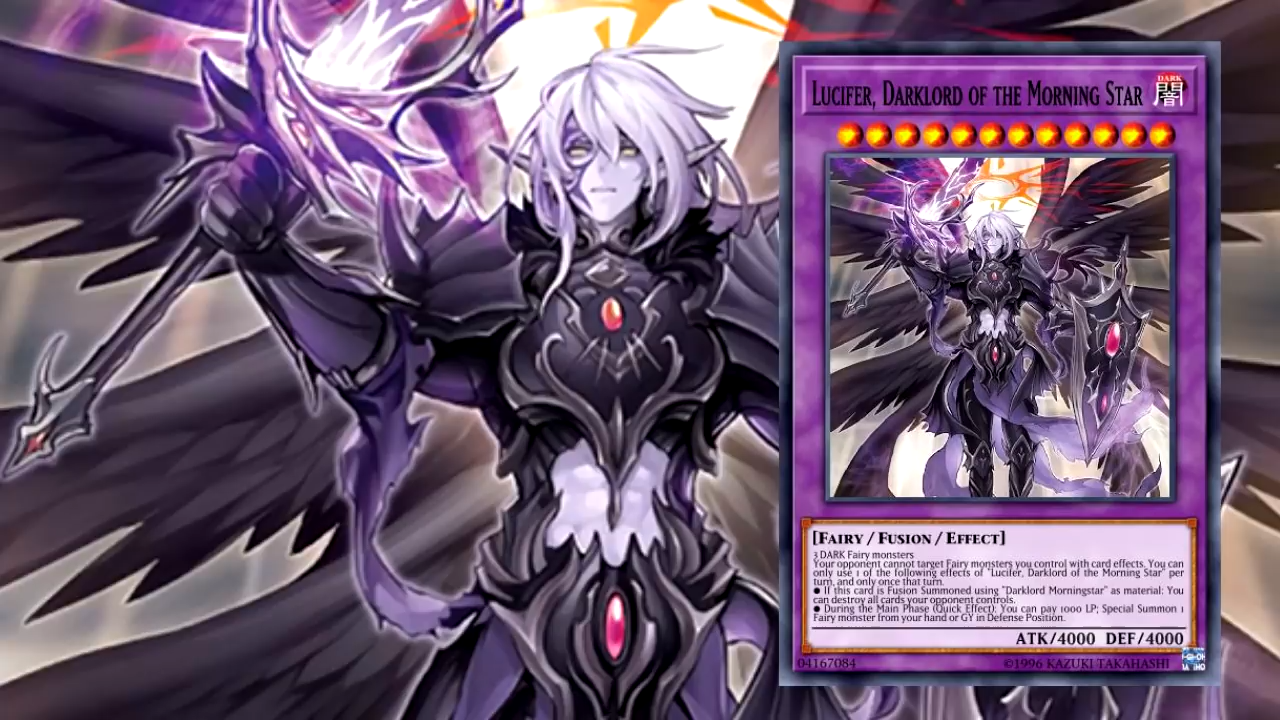 LUCIFER, DARKLORD OF THE MORNING STAR
DARK
闇
[FAIRY / FUSION / EFFECT]
3 DARK Fairy monsters
Your opponent cannot target Fairy monsters you control with card effects. You can
only use 1 of the following effects of "Lucifer, Darklord of the Morning Star" per
turn, and only once that turn.
● If this card is Fusion Summoned using "Darklord Morningstar" as material: You
can destroy all cards your opponent controls.
● During the Main Phase (Quick Effect): You can pay 1000 LP; Special Summon 1
Fairy monster from your hand or GY in Defense Position.
ATK/4000 DEF/4000
04167084
©1996 KAZUKI TAKAHASHI